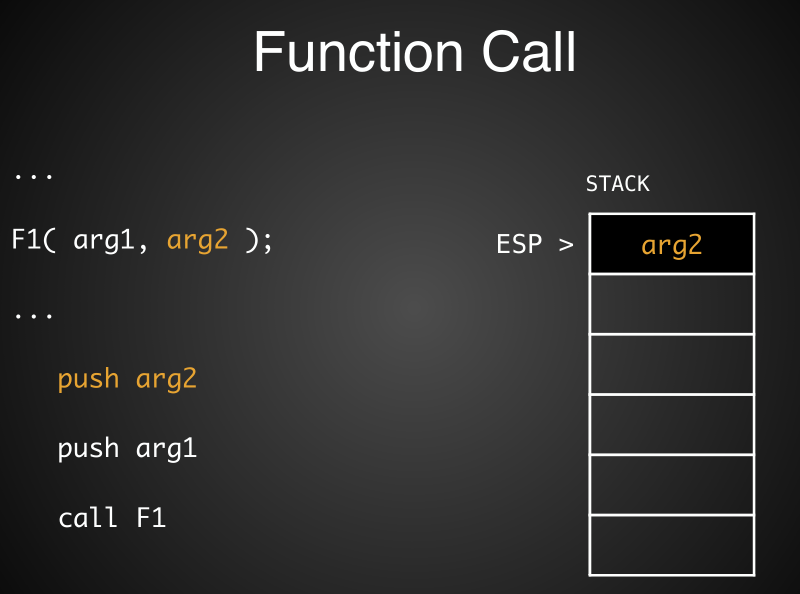 Function Call
...
F1( arg1, arg2 );
...
push arg2
push arg1
call F1
STACK
ESP >
arg2